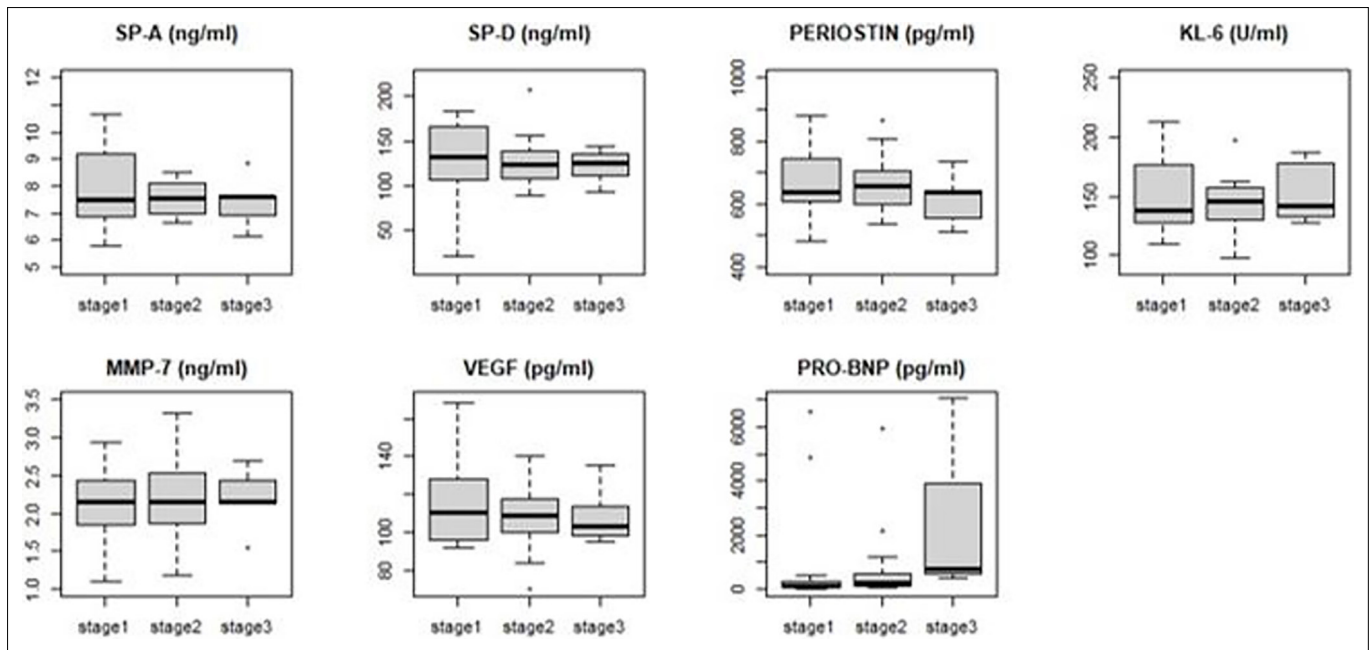 SP-A (ng/ml)
SP-D (ng/ml)
PERIOSTIN (pg/ml)
KL-6 (U/ml)
12
10
9
8
7
6
5
stage1 stage2 stage3
200
150
100
50
stage1 stage2 stage3
1000
800
600
400
stage1 stage2 stage3
250
200
150
100
stage1 stage2 stage3
MMP-7 (ng/ml)
VEGF (pg/ml)
PRO-BNP (pg/ml)
3.5
3.0
2.5
2.0
1.5
1.0
stage1 stage2 stage3
140
100
80
stage1 stage2 stage3
6000
4000
2000
0
stage1 stage2 stage3